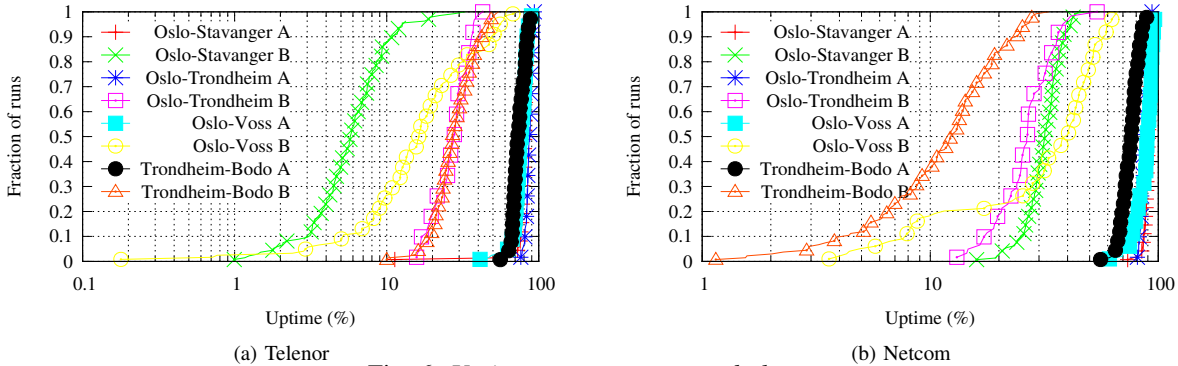 Fraction of runs
1
0.9
0.8
0.7
0.6
0.5
0.4
0.3
0.2
0.1
0
0.1
1
10
100
Uptime (%)
Oslo-Stavanger A
Oslo-Stavanger B
Oslo-Trondheim A
Oslo-Trondheim B
Oslo-Voss A
Oslo-Voss B
Trondheim-Bodo A
Trondheim-Bodo B
(a) Telenor
Fraction of runs
1
0.9
0.8
0.7
0.6
0.5
0.4
0.3
0.2
0.1
0
1
10
100
Uptime (%)
Oslo-Stavanger A
Oslo-Stavanger B
Oslo-Trondheim A
Oslo-Trondheim B
Oslo-Voss A
Oslo-Voss B
Trondheim-Bodo A
Trondheim-Bodo B
(b) Netcom